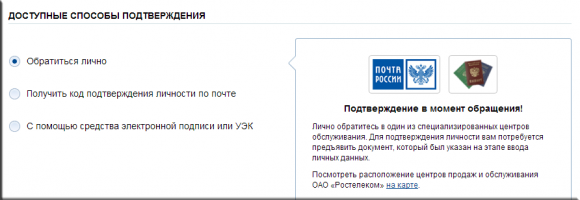 ДОСТУПНЫЕ СПОСОБЫ ПОДТВЕРЖДЕНИЯ
Обратиться лично
Получить код подтверждения личности по почте
С помощью средства электронной подписи или УЭК
ПОЧТА
РОССИИ
Подтверждение в момент обращения!
Лично обратитесь в один из специализированных центров
обслуживания. Для подтверждения личности вам потребуется
предъявить документ, который был указан на этапе ввода
личных данных.
Посмотреть расположение центров продаж и обслуживания
ОАО «Ростелеком» на карте.